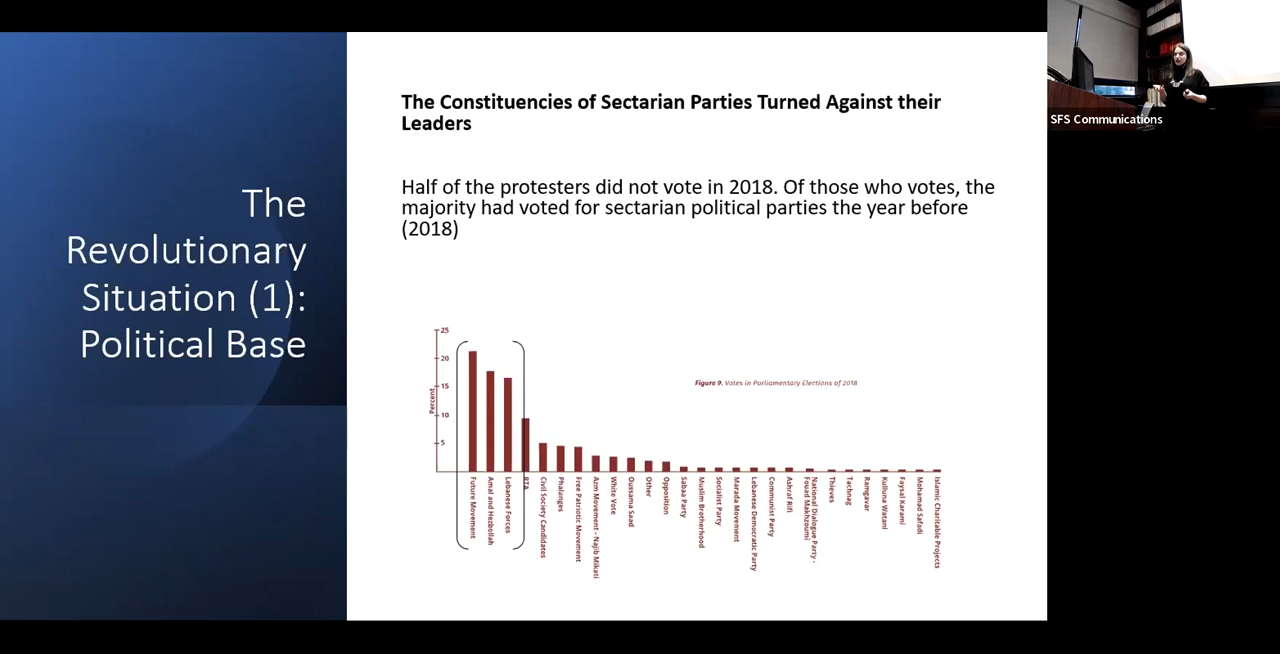 The
Revolutionary
Situation (1):
Political Base
The Constituencies of Sectarian Parties Turned Against their
Leaders
Half of the protesters did not vote in 2018. Of those who votes, the
majority had voted for sectarian political parties the year before
(2018)
Figure 9. Votes in Parliamentary Elections of 2018
Percent
25
20
15
10
5
Future Movement
Amal and Hezbollah
Lebanese Forces
RTA
Civil Society Candidates
Phalanges
Free Patriotic Movement
Azm Movement - Najib Mikati
White Vote
Oussama Saad
Other
Opposition
Sabaa Party
Muslim Brotherhood
Socialist Party
Marada Movement
Lebanese Democratic Party
Communist Party
Ashraf Rifi
National Dialogue Party -
Fouad Makhzoumi
Thieves
Tachnag
Ramgavar
Kulluna Watani
Faysal Karami
Mohamad Safadi
Islamic Charitable Projects
SFS Communications